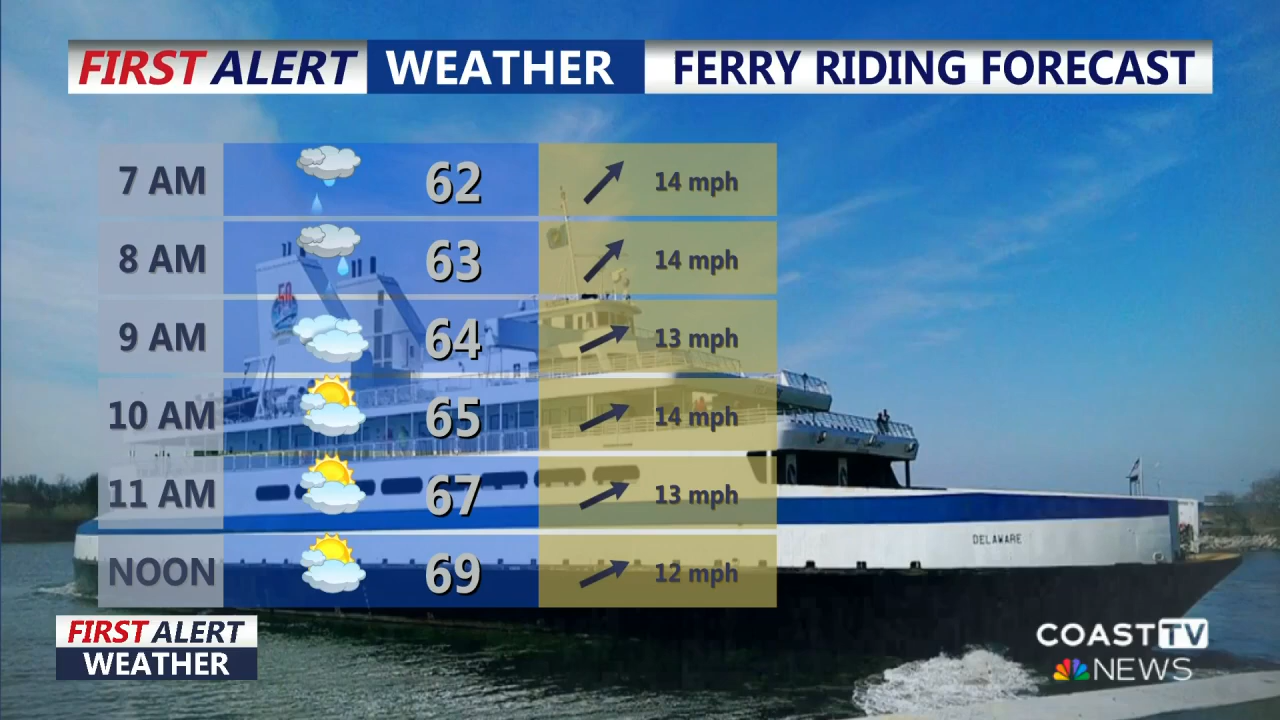 FIRST ALERT WEATHER FERRY RIDING FORECAST
7 AM 62 14 mph
8 AM 63 14 mph
9 AM 64 13 mph
10 AM 65 14 mph
11 AM 67 13 mph
NOON 69 12 mph
50
DELAWARE
FIRST ALERT
WEATHER
COAST TV
NEWS